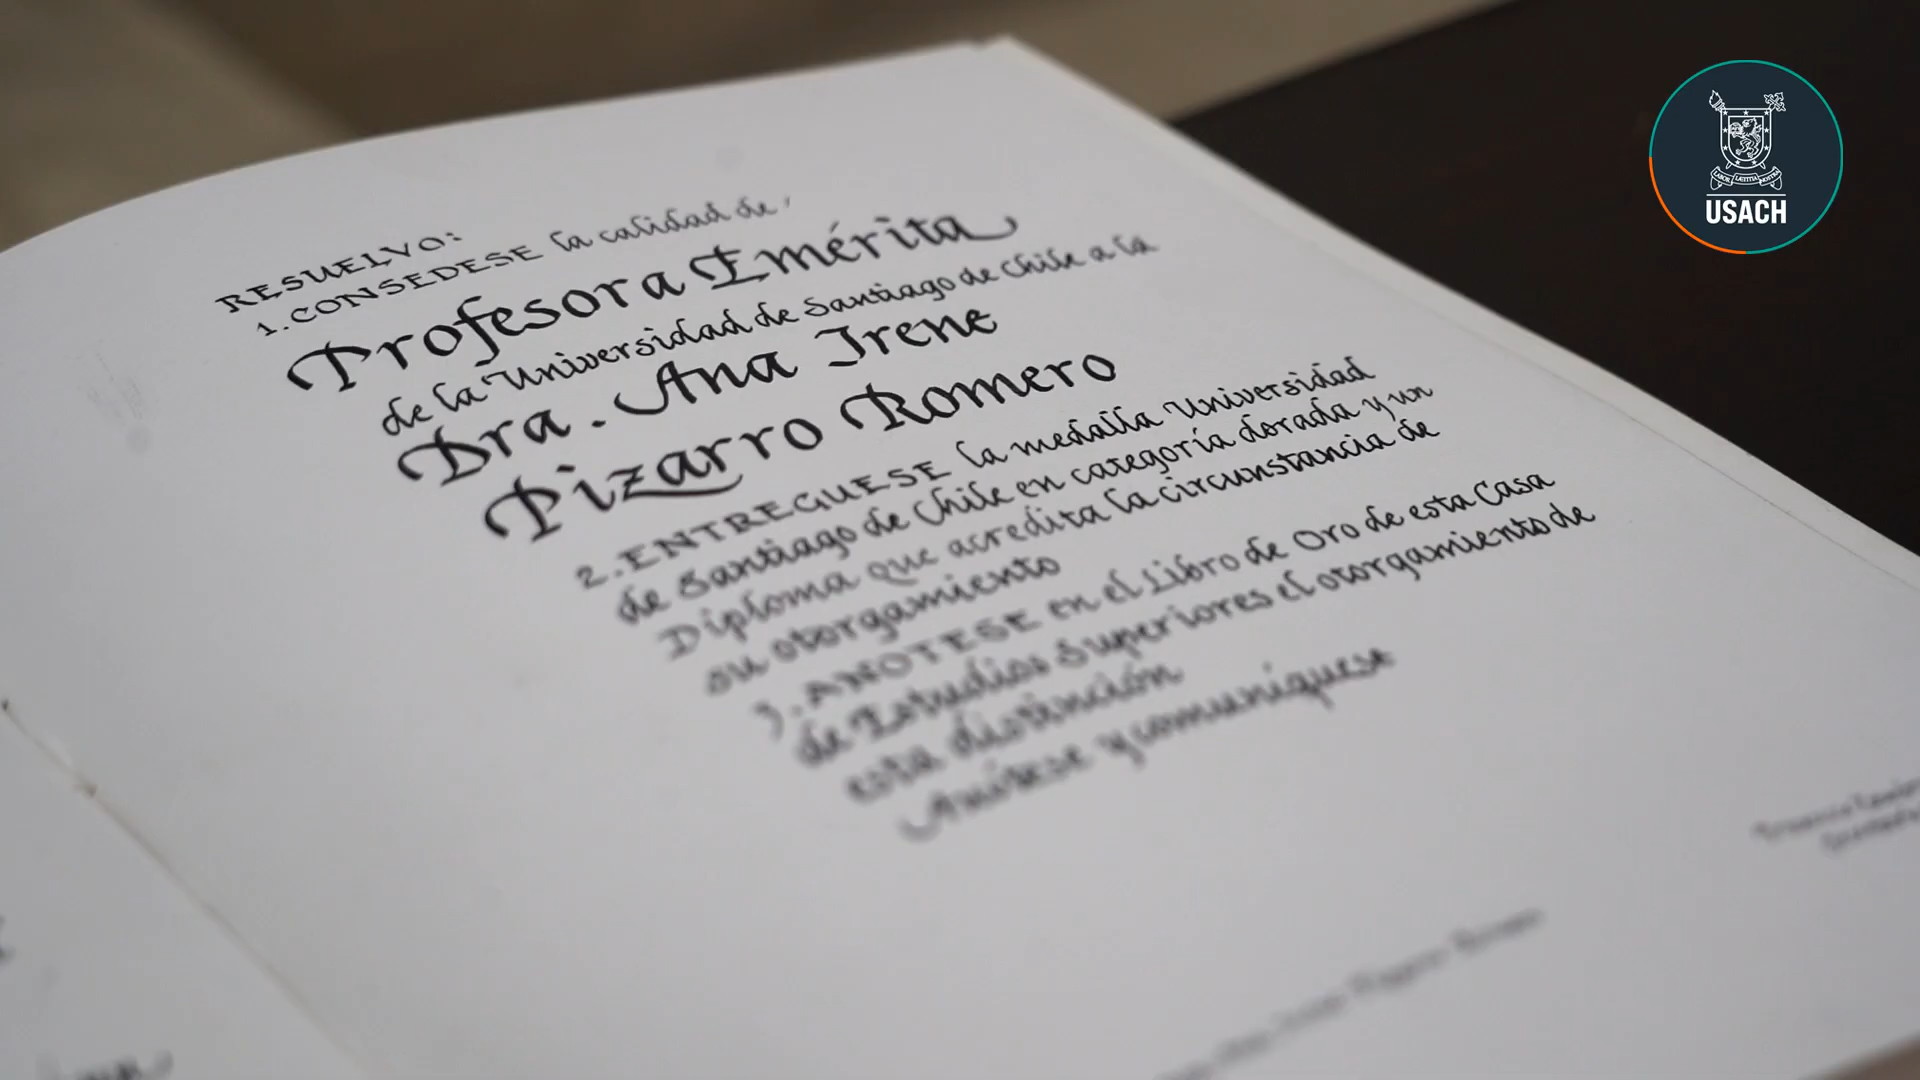 RESUELVO:
1. CONSEDESE la calidad de,
Profesora Emérita
de la Universidad de Santiago de Chile a la
Dra. Ana Irene
Pizarro Romero
2. ENTREGUESE la medalla Universidad
de Santiago de Chile en categoría dorada y un
Diploma que acredita la circunstancia de
su otorgamiento
3. ANOTESE en el Libro de Oro de esta Casa
de Estudios Superiores el otorgamiento de
esta distinción
Anótese y comuníquese
LABOR LÆTITIA NOSTRA
USACH